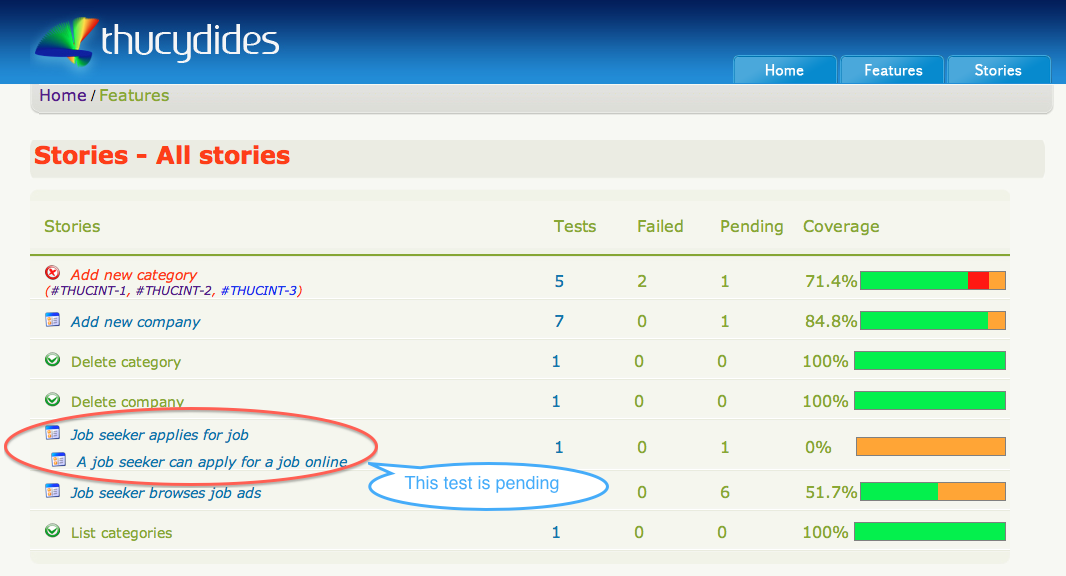 thucydides
Home Features Stories
Home / Features
Stories - All stories
Stories Tests Failed Pending Coverage
Add new category 5 2 1 71.4%
(#THUCINT-1, #THUCINT-2, #THUCINT-3)
Add new company 7 0 1 84.8%
Delete category 1 0 0 100%
Delete company 1 0 0 100%
Job seeker applies for job 1 0 1 0%
A job seeker can apply for a job online
This test is pending
Job seeker browses job ads 0 6 51.7%
List categories 1 0 0 100%